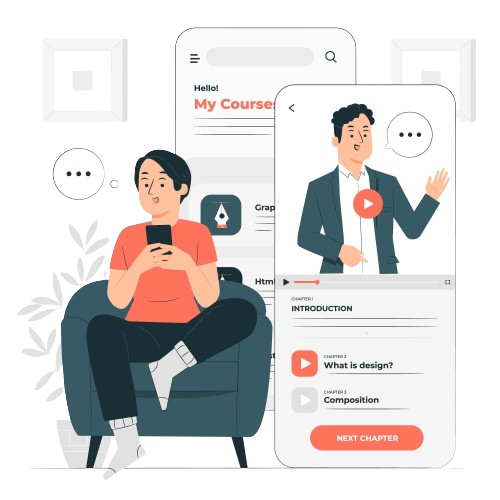 Hello!
My Courses
Grap
Html
CHAPTER 1
INTRODUCTION
CHAPTER 2
What is design?
CHAPTER 3
Composition
NEXT CHAPTER